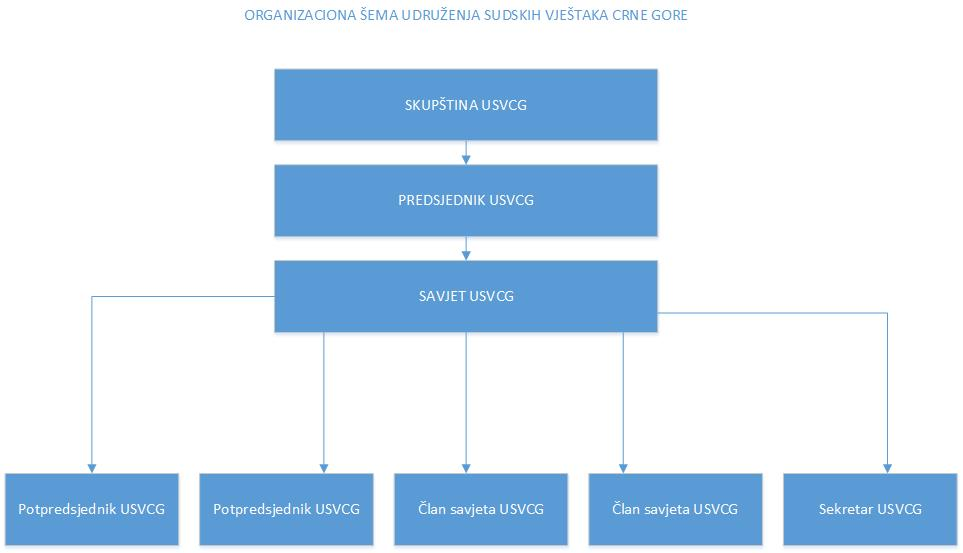 ORGANIZACIONA ŠEMA UDRUŽENJA SUDSKIH VJEŠTAKA CRNE GORE
SKUPŠTINA USVCG
PREDSJEDNIK USVCG
SAVJET USVCG
Potpredsjednik USVCG
Potpredsjednik USVCG
Član savjeta USVCG
Član savjeta USVCG
Sekretar USVCG